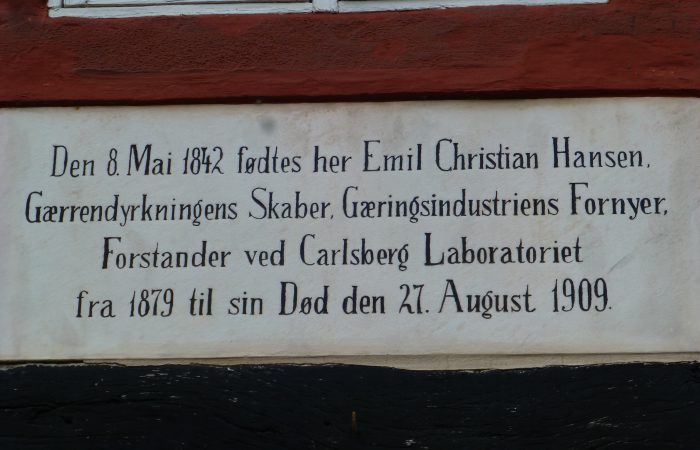 Den 8. Mai 1842 fødtes her Emil Christian Hansen,
Gærrendyrkningens Skaber, Gæringsindustriens Fornyer,
Forstander ved Carlsberg Laboratoriet
fra 1879 til sin Død den 27. August 1909.